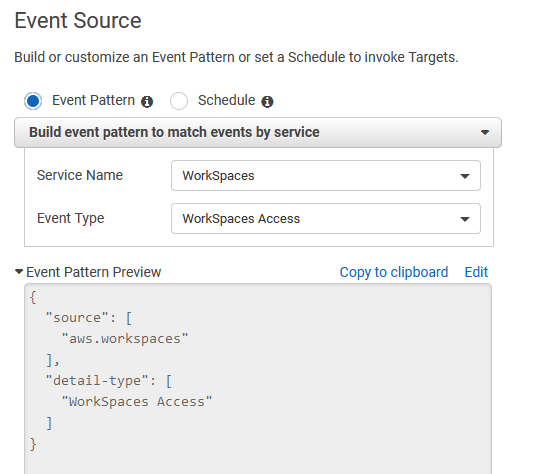 Event Source
Build or customize an Event Pattern or set a Schedule to invoke Targets.
Event Pattern Schedule
Build event pattern to match events by service
Service Name WorkSpaces
Event Type WorkSpaces Access
Event Pattern Preview Copy to clipboard Edit
{
  "source": [
    "aws.workspaces"
  ],
  "detail-type": [
    "WorkSpaces Access"
  ]
}